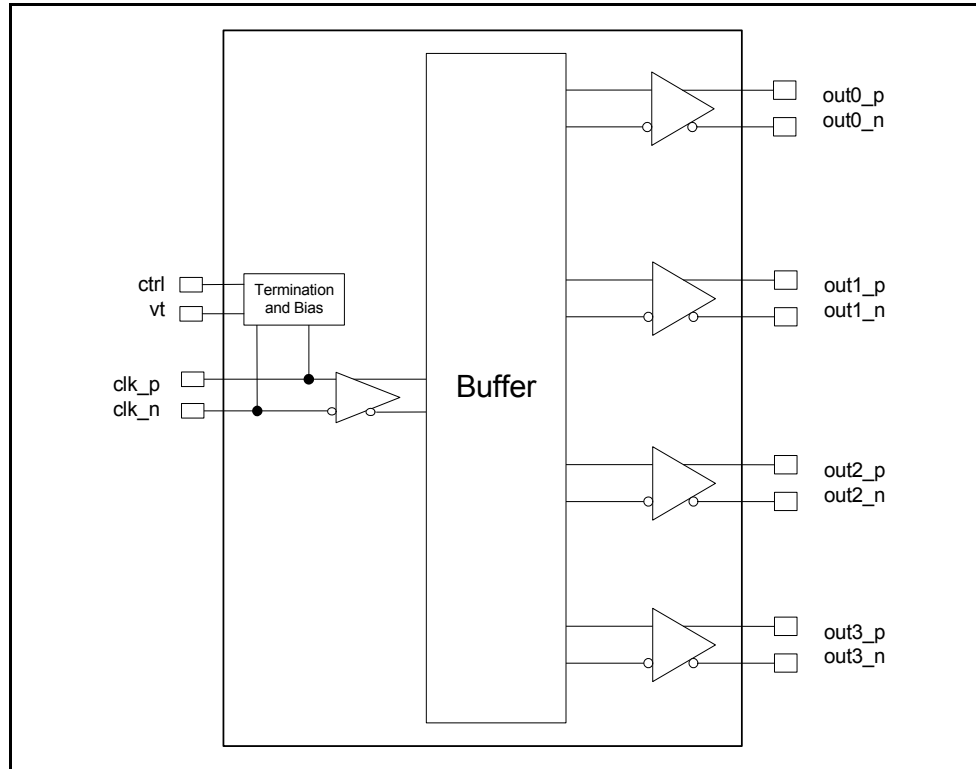 out0_p
out0_n
ctrl
vt
Termination
and Bias
out1_p
out1_n
clk_p
clk_n
Buffer
out2_p
out2_n
out3_p
out3_n